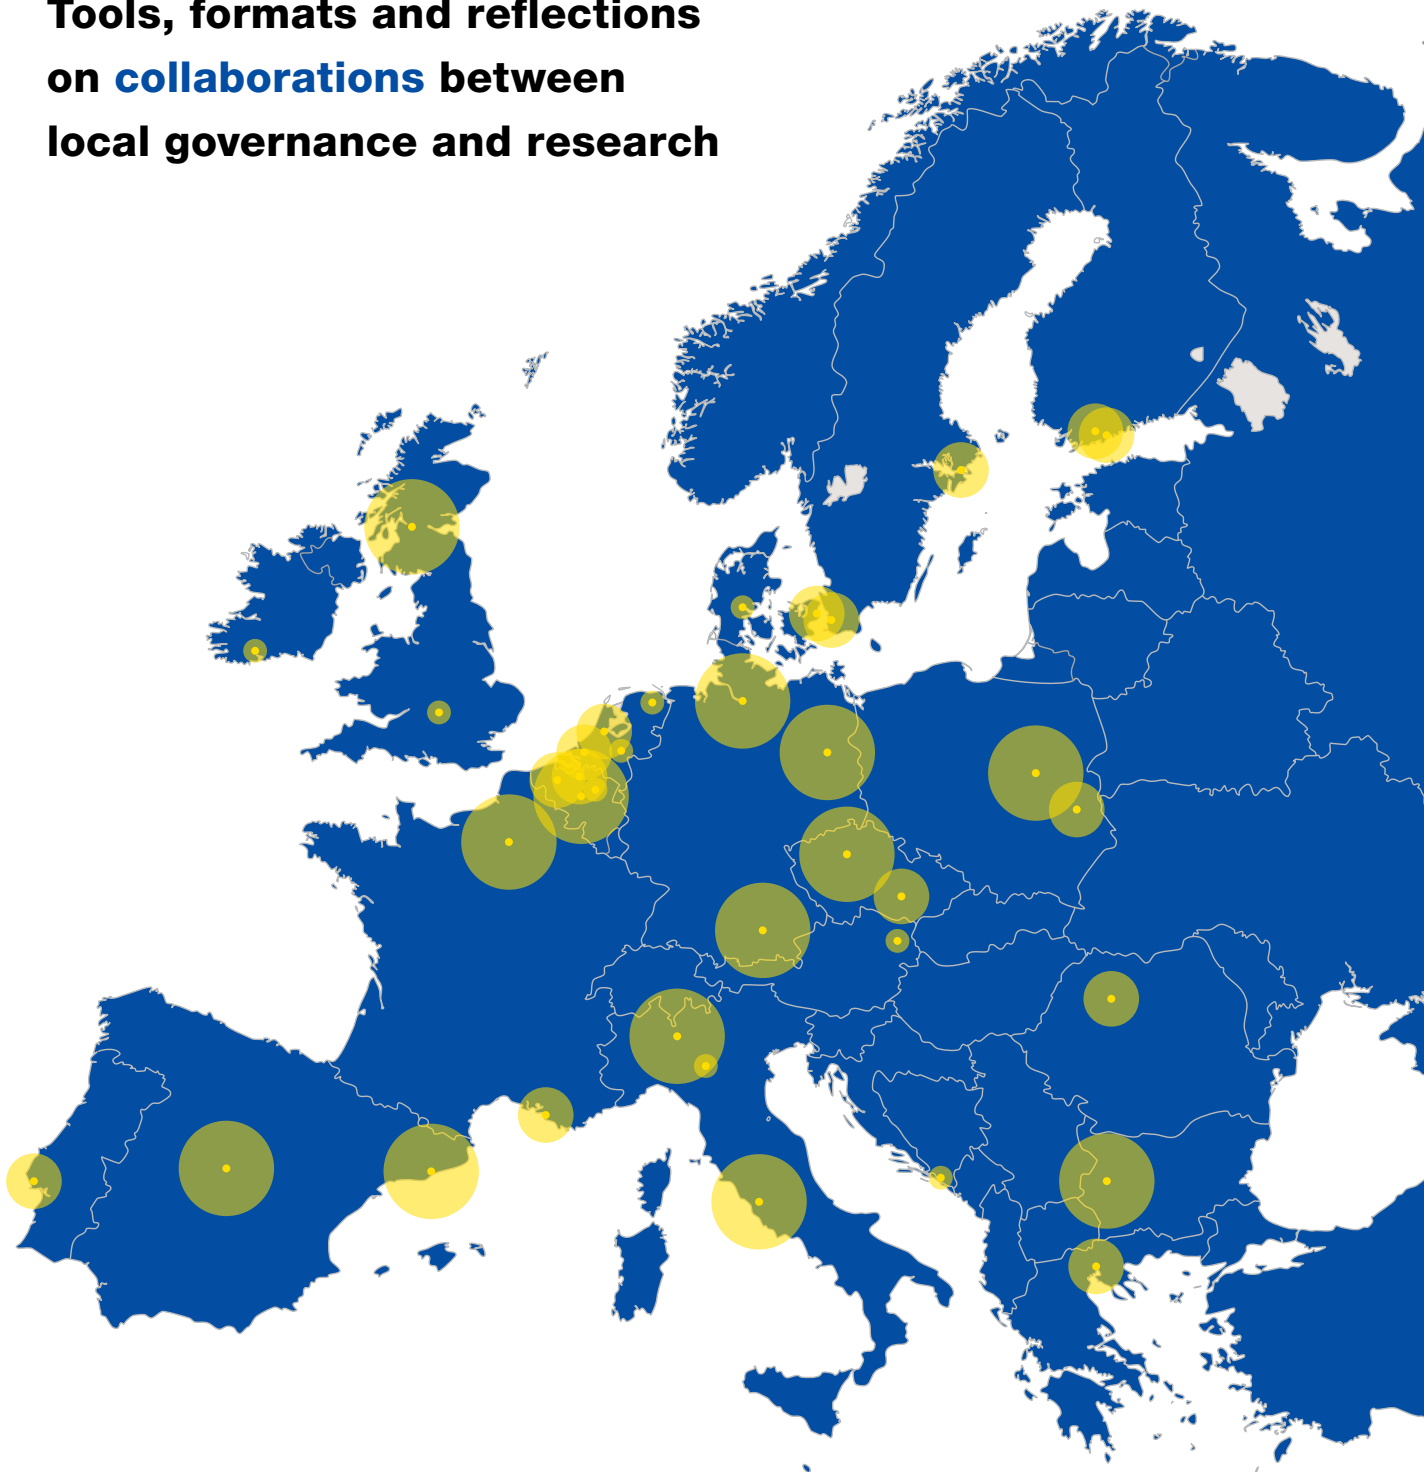 Tools, formats and reflections
on collaborations between
local governance and research